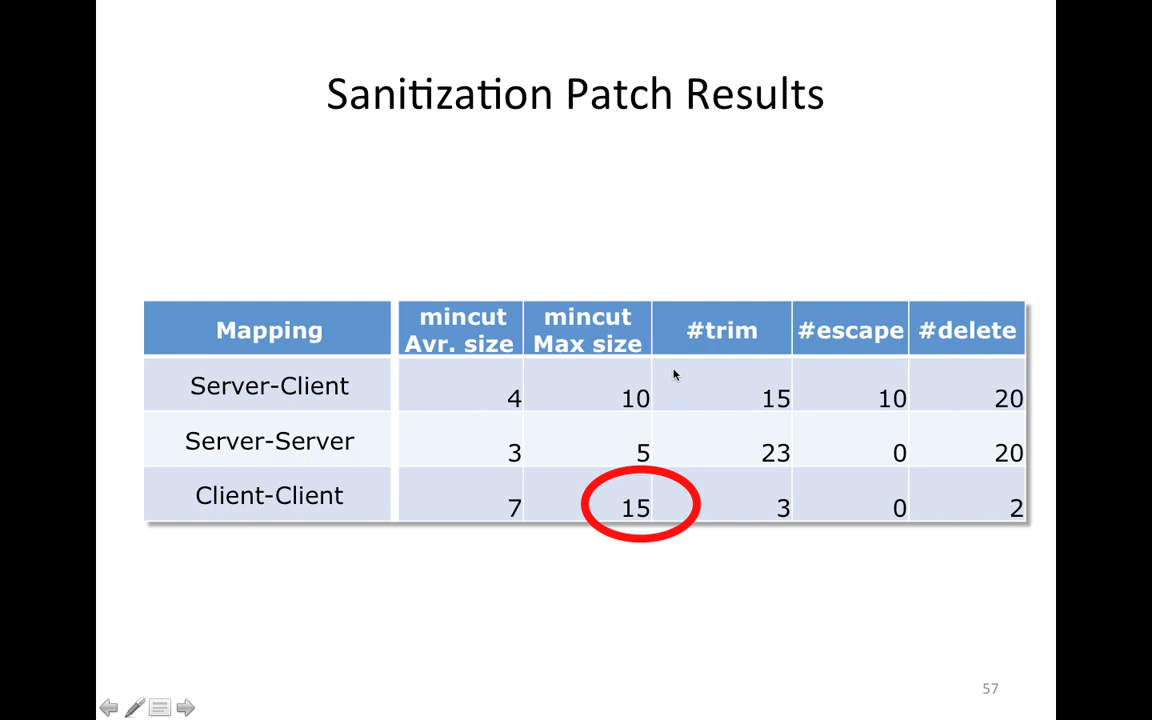 Sanitization Patch Results
Mapping mincut Avr. size mincut Max size #trim #escape #delete
Server-Client 4 10 15 10 20
Server-Server 3 5 23 0 20
Client-Client 7 15 3 0 2
57